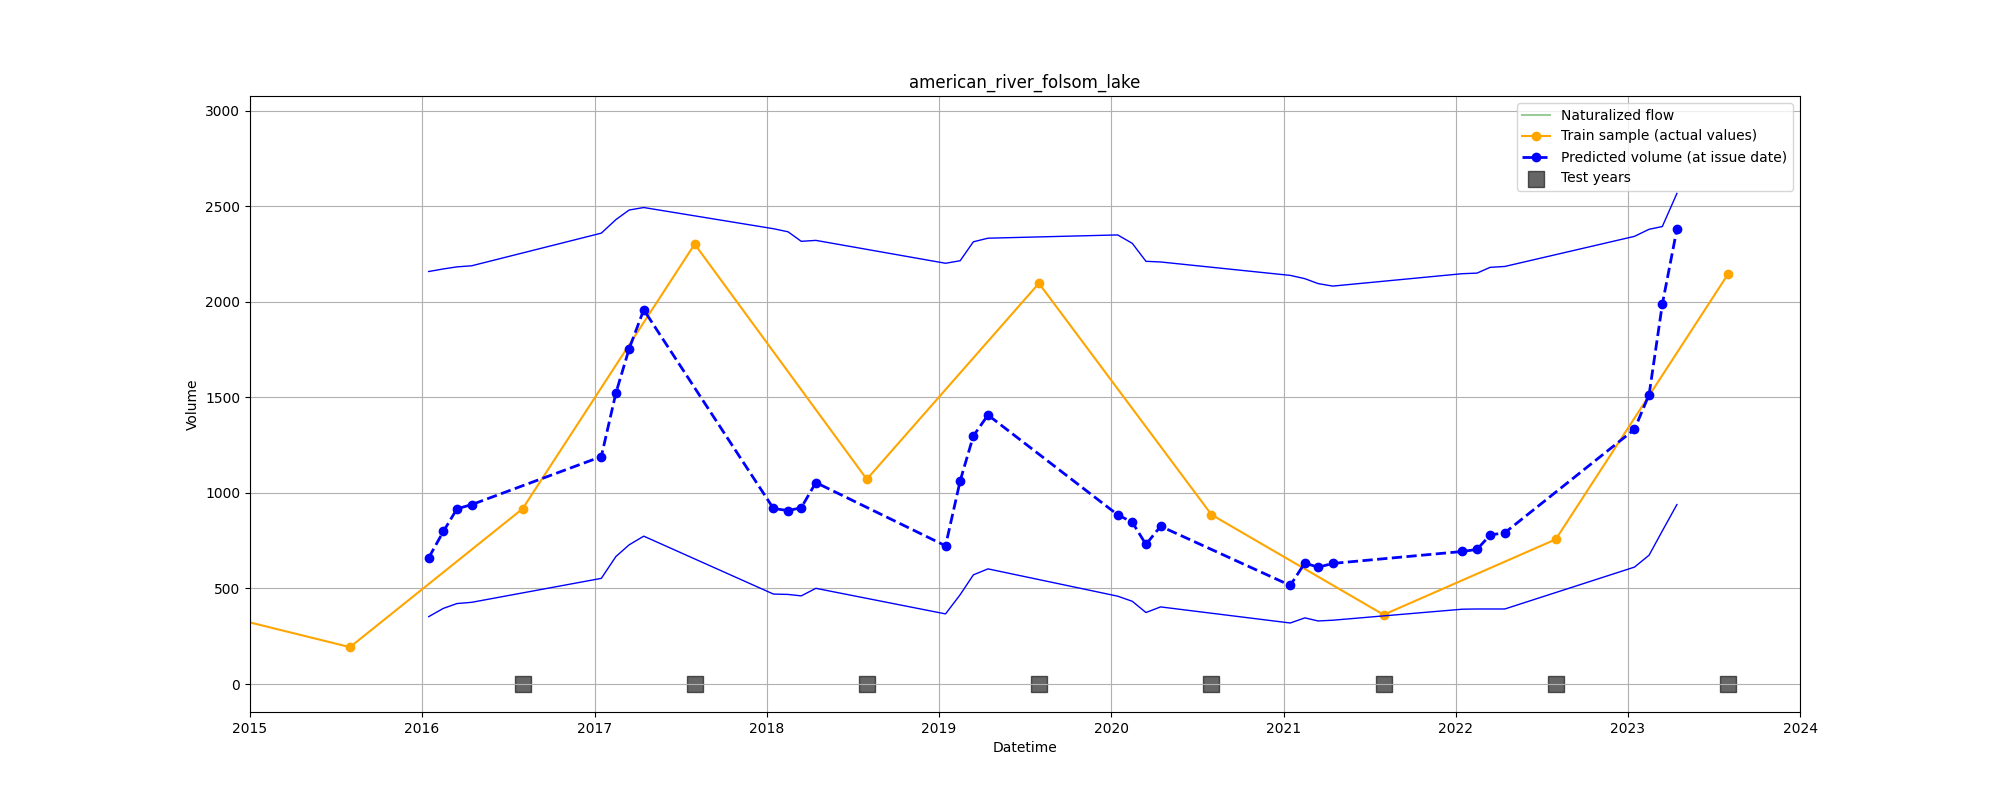 american_river_folsom_lake
3000
2500
2000
1500
1000
500
0
Volume
Naturalized flow
Train sample (actual values)
Predicted volume (at issue date)
Test years
2015 2016 2017 2018 2019 2020 2021 2022 2023 2024
Datetime